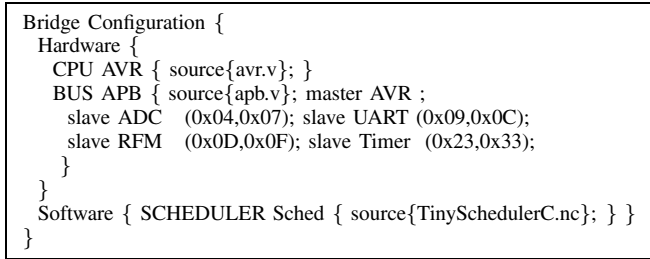 Bridge Configuration {
Hardware {
CPU AVR { source{avr.v}; }
BUS APB { source{apb.v}; master AVR ;
slave ADC (0x04,0x07); slave UART (0x09,0x0C);
slave RFM (0x0D,0x0F); slave Timer (0x23,0x33);
}
}
Software { SCHEDULER Sched { source{TinySchedulerC.nc}; } }
}